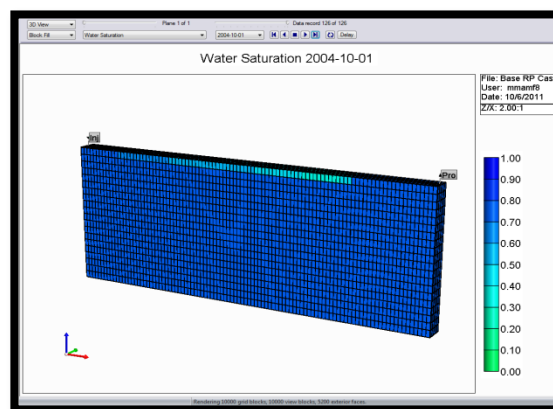 3D View
Plane: 1 of 1
Data record 126 of 126
Block Fill
Water Saturation
2004-10-01
Delay
Water Saturation 2004-10-01
File: Base RP Cas
User: mmamf8
Date: 10/6/2011
Z/X: 2.00:1
Inj
Pro
1.00
0.90
0.80
0.70
0.60
0.50
0.40
0.30
0.20
0.10
0.00
Rendering 10000 grid blocks, 10000 view blocks, 5200 exterior faces.